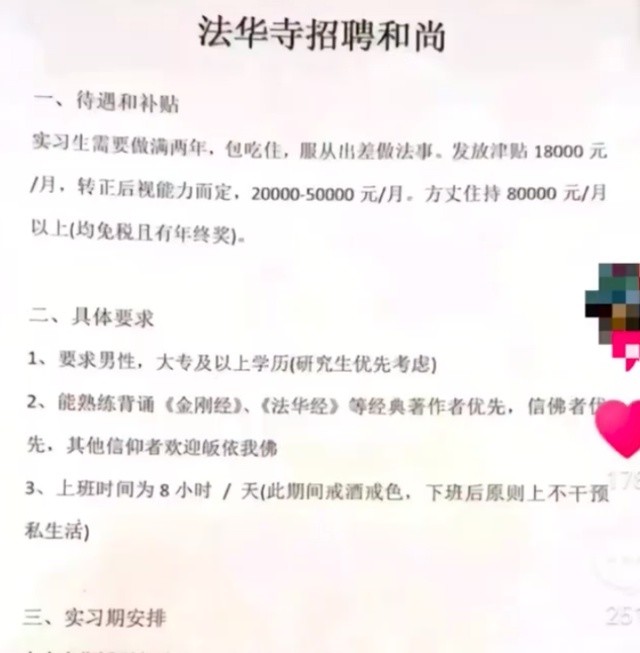 法华寺招聘和尚
一、待遇和补贴
实习生需要做满两年，包吃住，服从出差做法事。发放津贴 18000 元
/月，转正后视能力而定，20000-50000 元/月。方丈住持 80000 元/月
以上(均免税且有年终奖)。
二、具体要求
1、要求男性，大专及以上学历(研究生优先考虑)
2、能熟练背诵《金刚经》、《法华经》等经典著作者优先，信佛者优
先，其他信仰者欢迎皈依我佛
3、上班时间为 8 小时 / 天(此期间戒酒戒色，下班后原则上不干预
私生活)
三、实习期安排